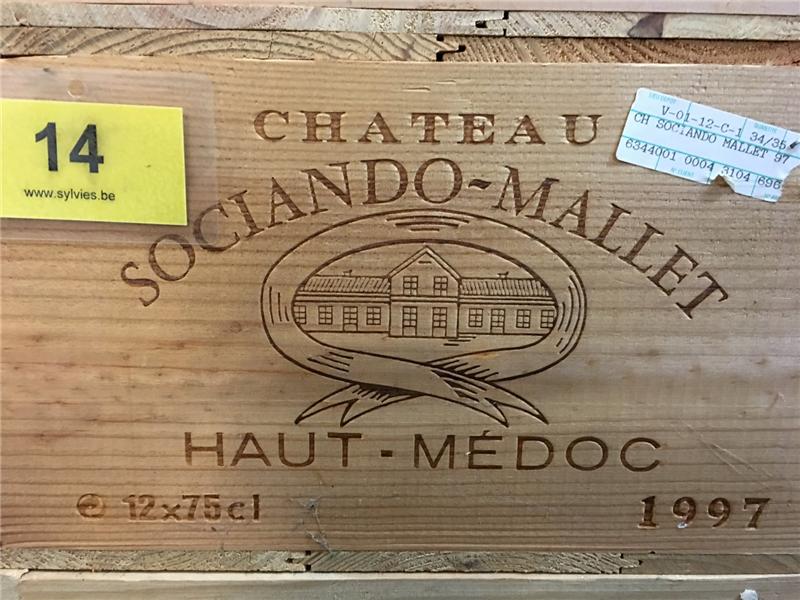 14
www.sylvies.be
CHATEAU
SOCIANDO-MALLET
HAUT-MÉDOC
12x75cl
1997
V-01-12-C-1 34/35
CH SOCIANDO MALLET 97
6344001 0004 3104 696